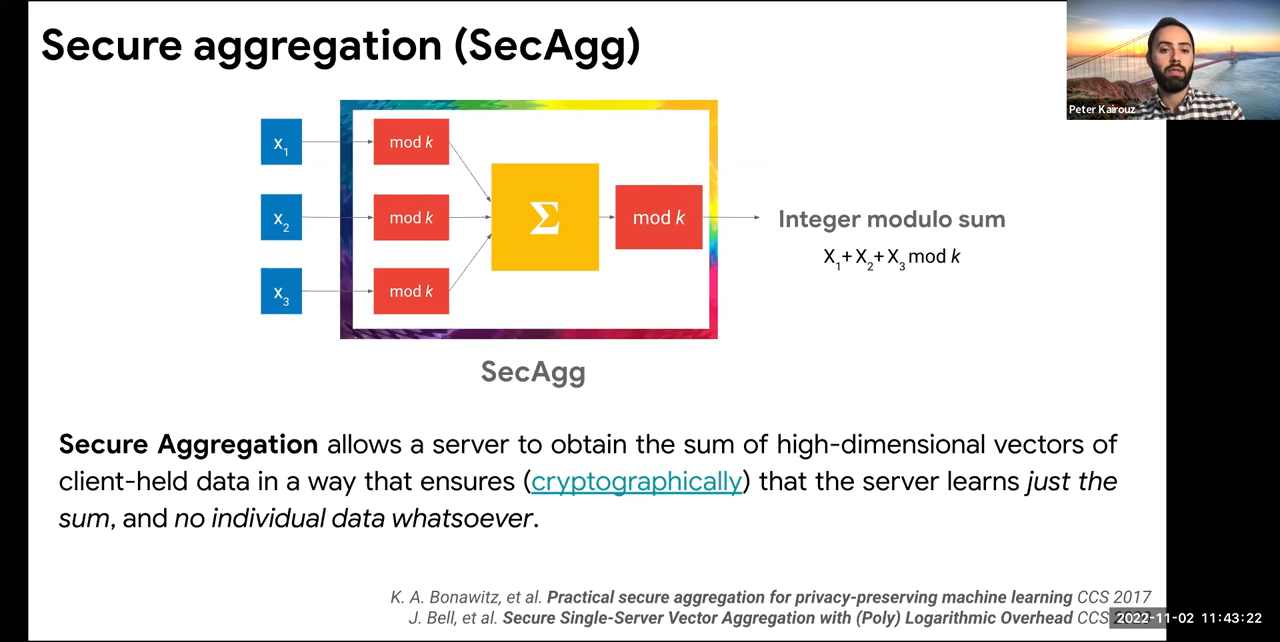 Secure aggregation (SecAgg)
Peter Kairouz
x1
mod k
x2
mod k
Σ
mod k
x3
mod k
Integer modulo sum
X1+X2+X3 mod k
SecAgg
Secure Aggregation allows a server to obtain the sum of high-dimensional vectors of
client-held data in a way that ensures (cryptographically) that the server learns just the
sum, and no individual data whatsoever.
K. A. Bonawitz, et al. Practical secure aggregation for privacy-preserving machine learning CCS 2017
J. Bell, et al. Secure Single-Server Vector Aggregation with (Poly) Logarithmic Overhead CCS
2022-11-02 11:43:22